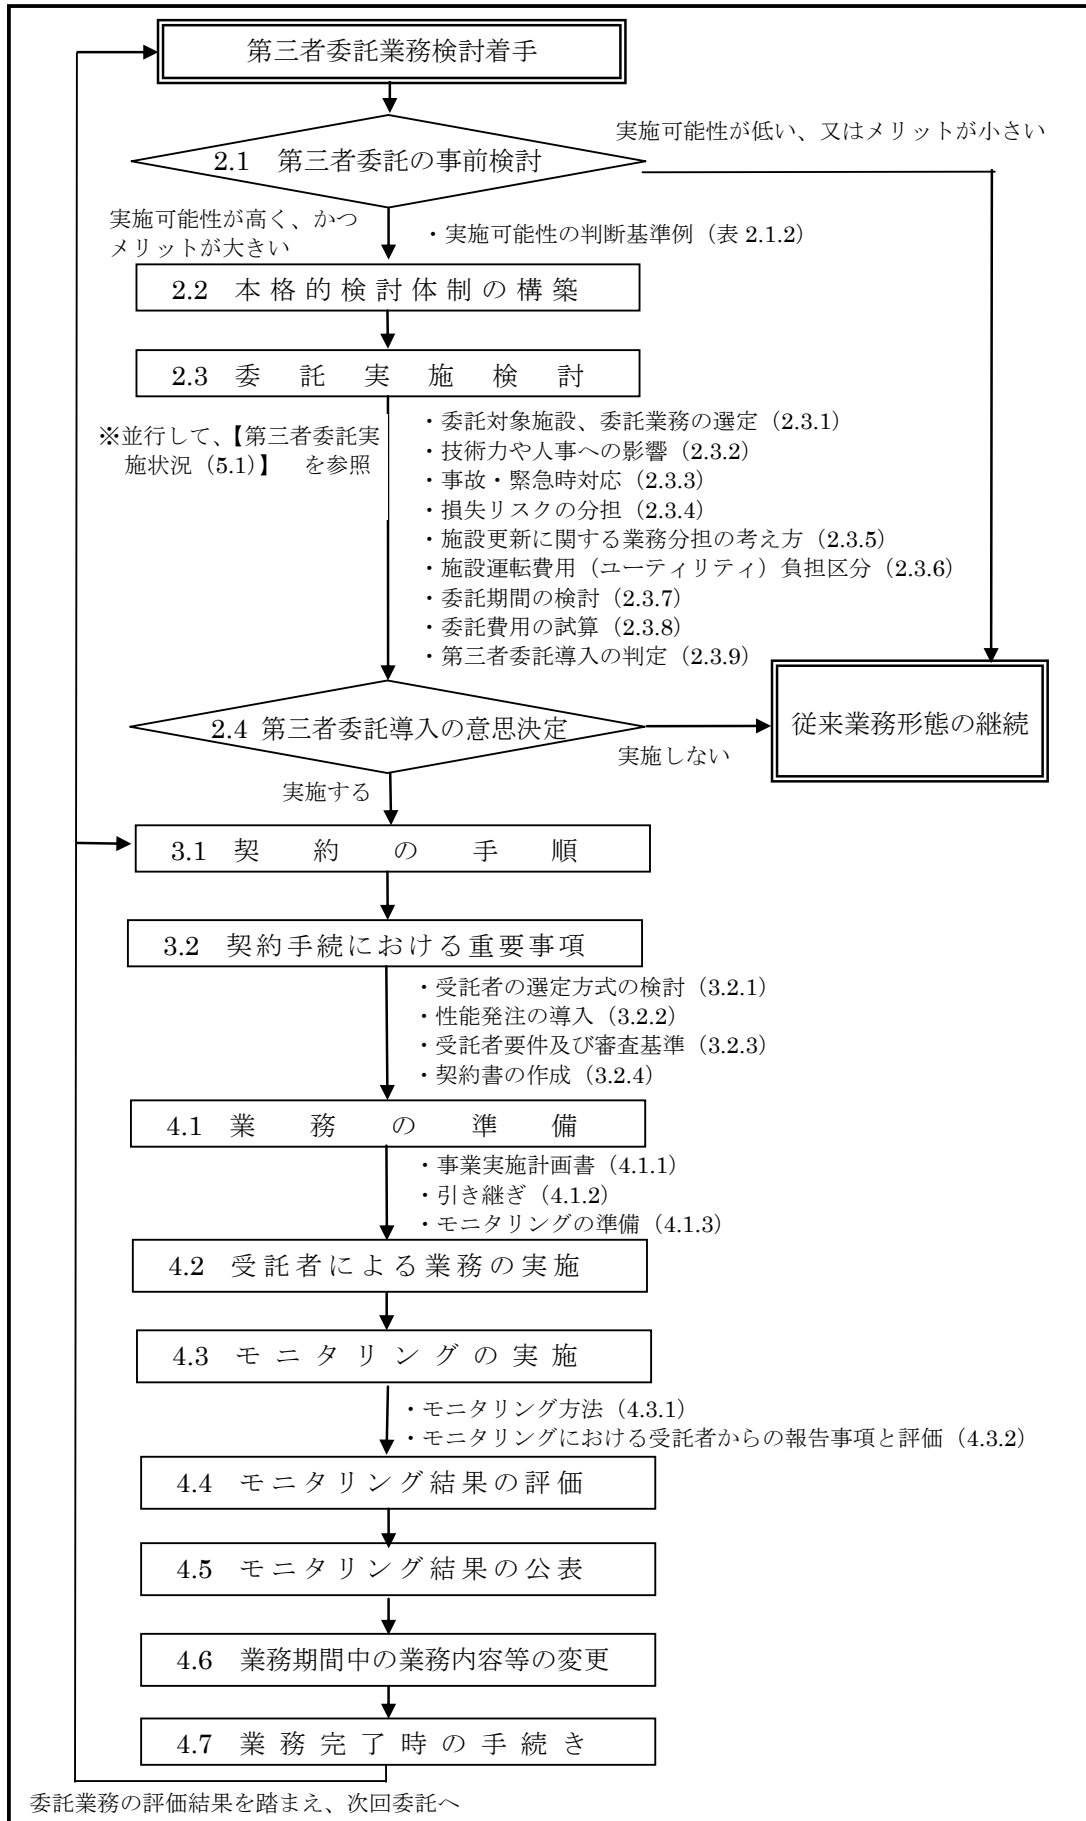 第三者委託業務検討着手
実施可能性が低い、又はメリットが小さい
2.1 第三者委託の事前検討
実施可能性が高く、かつ
メリットが大きい
・実施可能性の判断基準例（表 2.1.2）
2.2 本格的検討体制の構築
2.3 委託実施検討
※並行して、【第三者委託実
施状況（5.1）】 を参照
・委託対象施設、委託業務の選定（2.3.1）
・技術力や人事への影響（2.3.2）
・事故・緊急時対応（2.3.3）
・損失リスクの分担（2.3.4）
・施設更新に関する業務分担の考え方（2.3.5）
・施設運転費用（ユーティリティ）負担区分（2.3.6）
・委託期間の検討（2.3.7）
・委託費用の試算（2.3.8）
・第三者委託導入の判定（2.3.9）
2.4 第三者委託導入の意思決定
従来業務形態の継続
実施しない
実施する
3.1 契約の手順
3.2 契約手続における重要事項
・受託者の選定方式の検討（3.2.1）
・性能発注の導入（3.2.2）
・受託者要件及び審査基準（3.2.3）
・契約書の作成（3.2.4）
4.1 業務の準備
・事業実施計画書（4.1.1）
・引き継ぎ（4.1.2）
・モニタリングの準備（4.1.3）
4.2 受託者による業務の実施
4.3 モニタリングの実施
・モニタリング方法（4.3.1）
・モニタリングにおける受託者からの報告事項と評価（4.3.2）
4.4 モニタリング結果の評価
4.5 モニタリング結果の公表
4.6 業務期間中の業務内容等の変更
4.7 業務完了時の手続き
委託業務の評価結果を踏まえ、次回委託へ